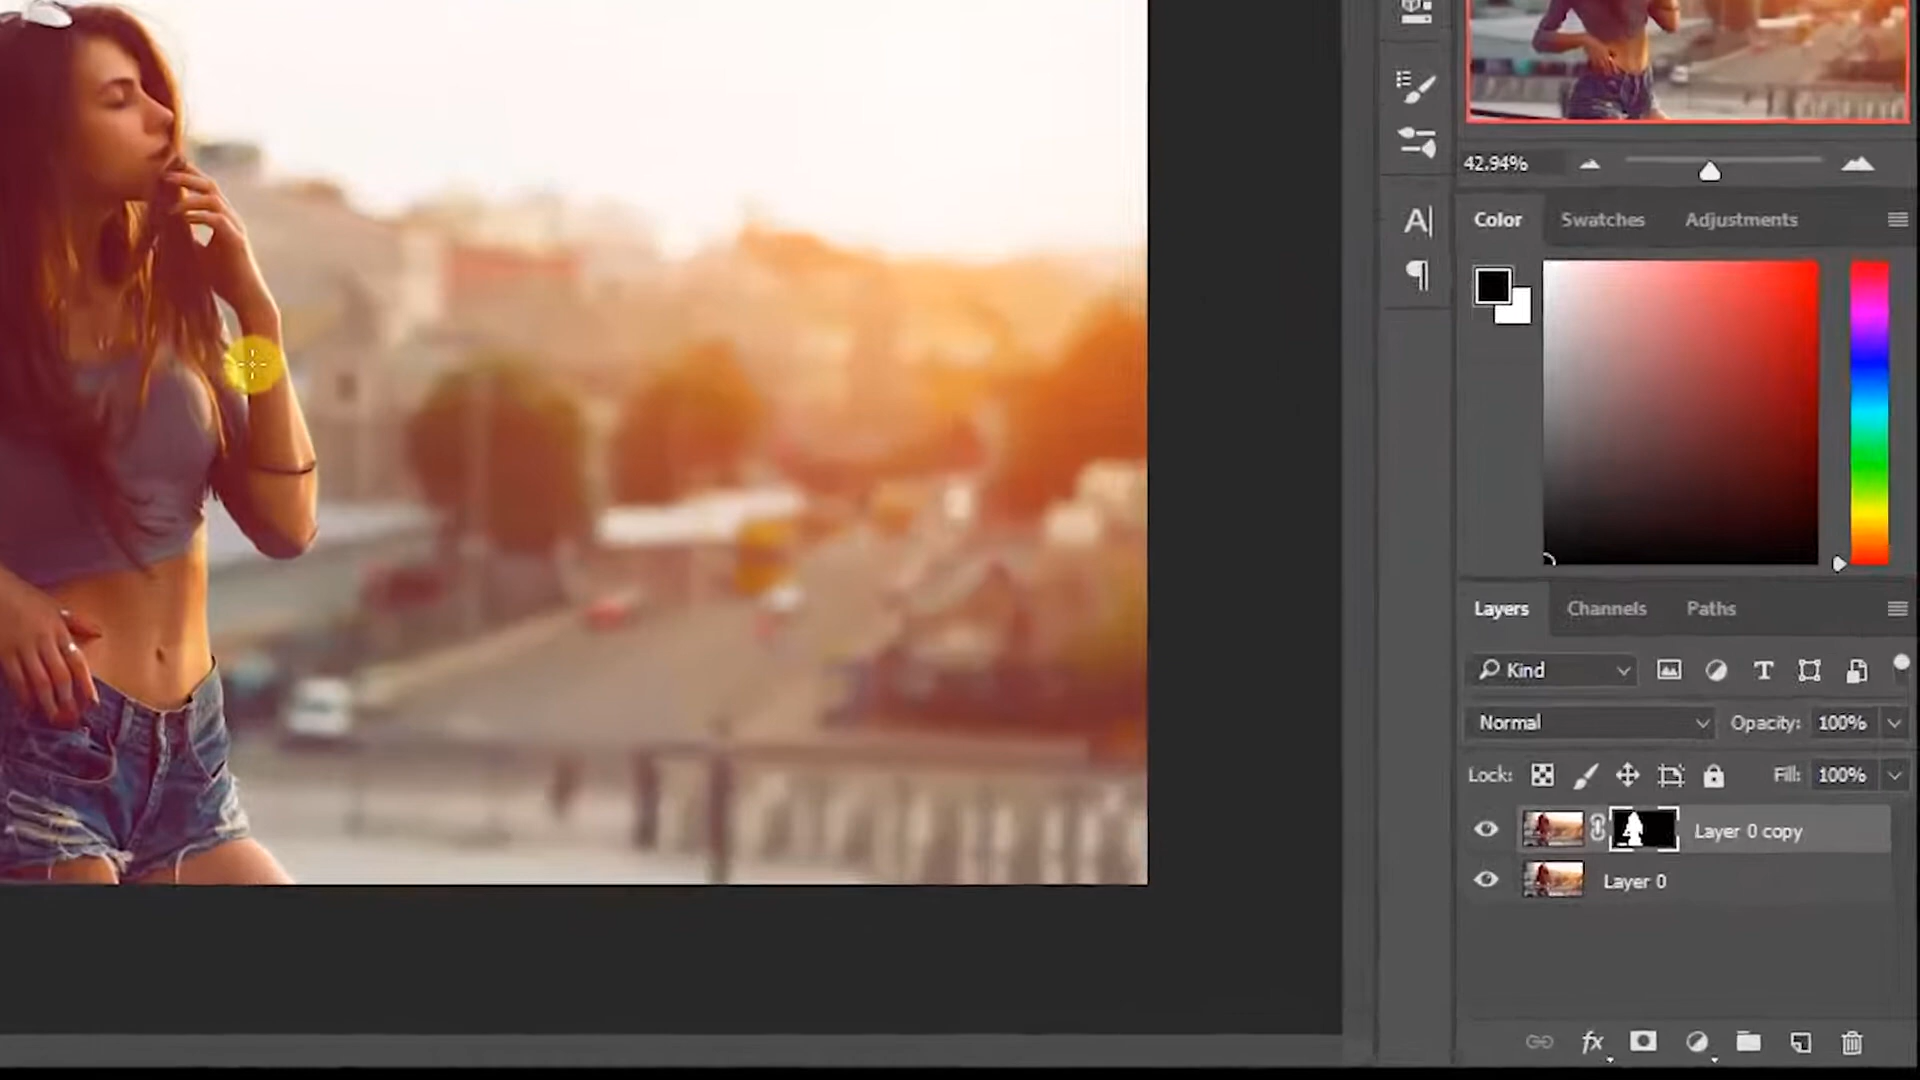 42.94%
Color Swatches Adjustments
A|
Layers Channels Paths
Kind
T
Normal Opacity: 100%
Lock: Fill: 100%
Layer 0 copy
Layer 0
fx